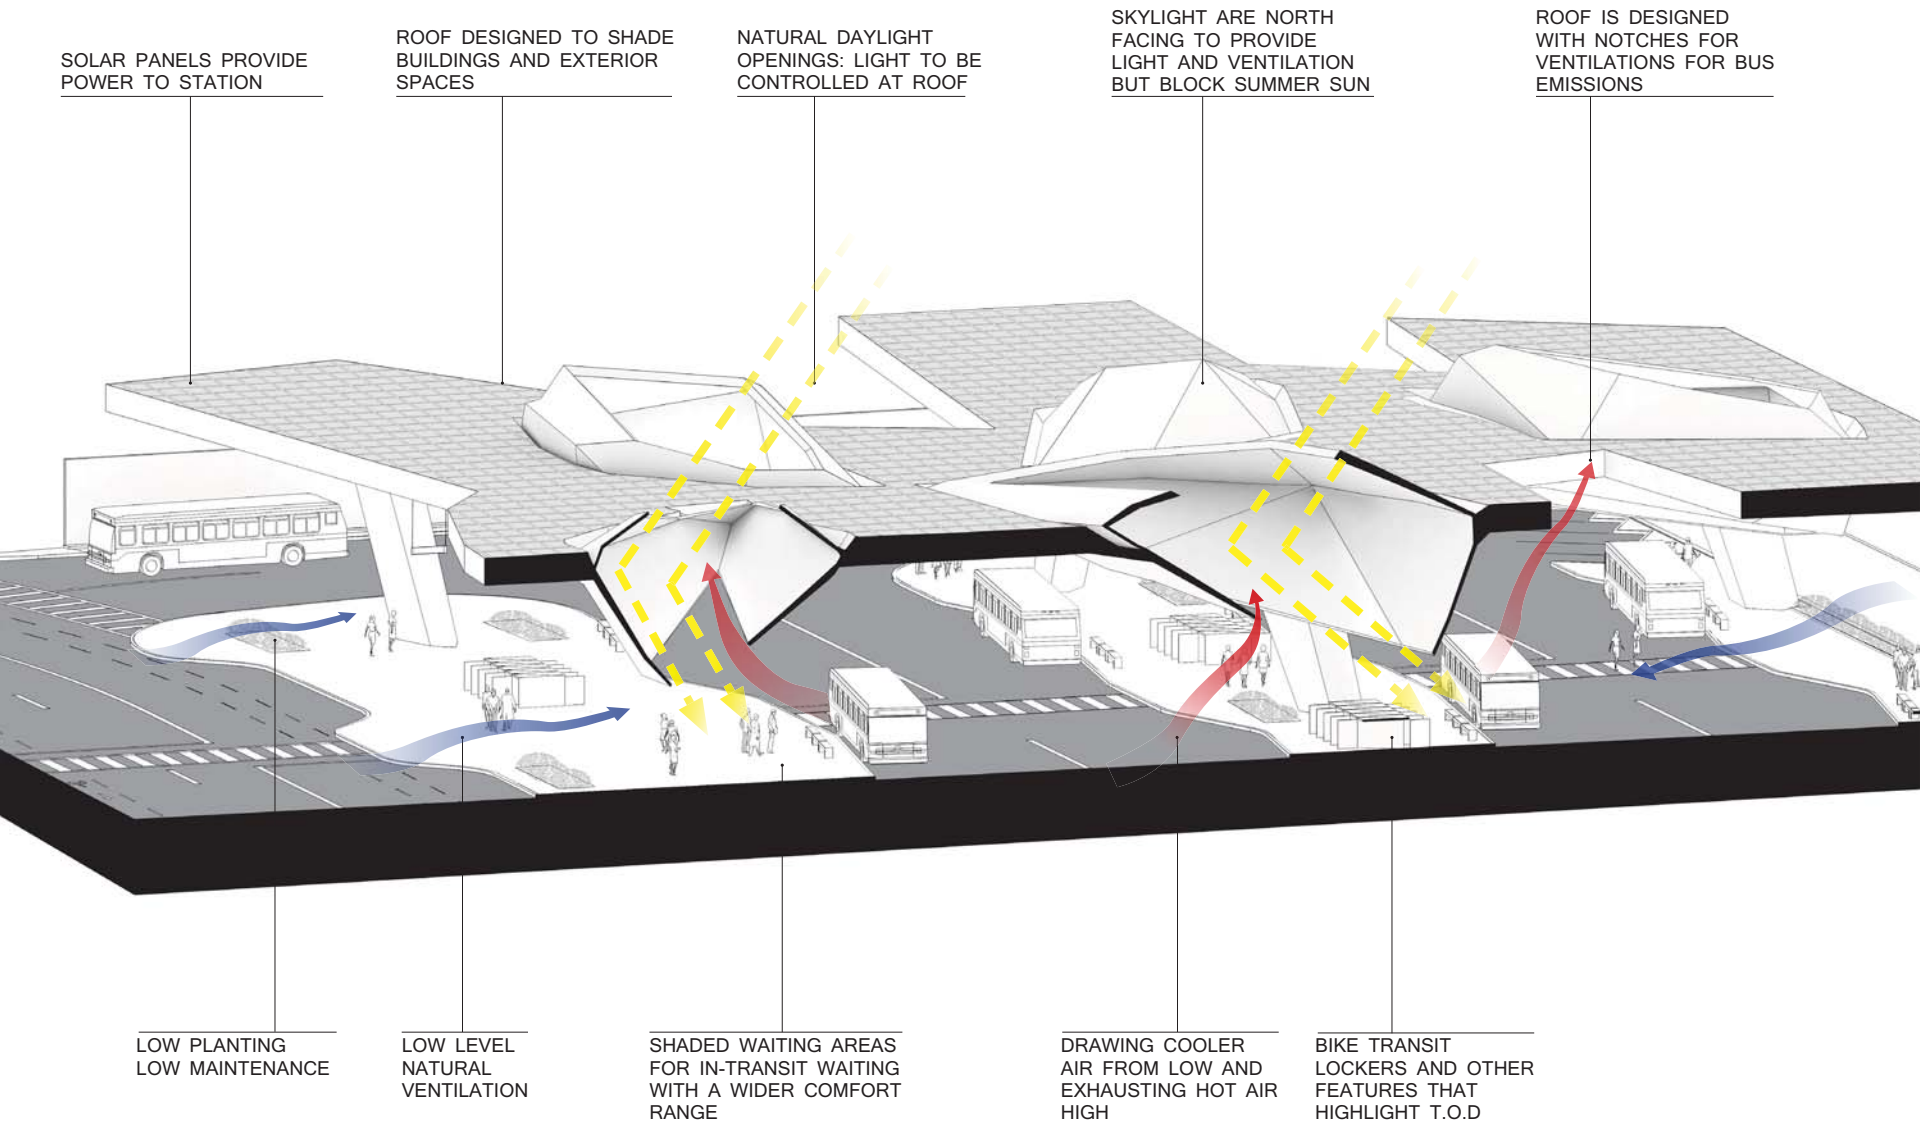 SOLAR PANELS PROVIDE
POWER TO STATION
ROOF DESIGNED TO SHADE
BUILDINGS AND EXTERIOR
SPACES
NATURAL DAYLIGHT
OPENINGS: LIGHT TO BE
CONTROLLED AT ROOF
SKYLIGHT ARE NORTH
FACING TO PROVIDE
LIGHT AND VENTILATION
BUT BLOCK SUMMER SUN
ROOF IS DESIGNED
WITH NOTCHES FOR
VENTILATIONS FOR BUS
EMISSIONS
LOW PLANTING
LOW MAINTENANCE
LOW LEVEL
NATURAL
VENTILATION
SHADED WAITING AREAS
FOR IN-TRANSIT WAITING
WITH A WIDER COMFORT
RANGE
DRAWING COOLER
AIR FROM LOW AND
EXHAUSTING HOT AIR
HIGH
BIKE TRANSIT
LOCKERS AND OTHER
FEATURES THAT
HIGHLIGHT T.O.D